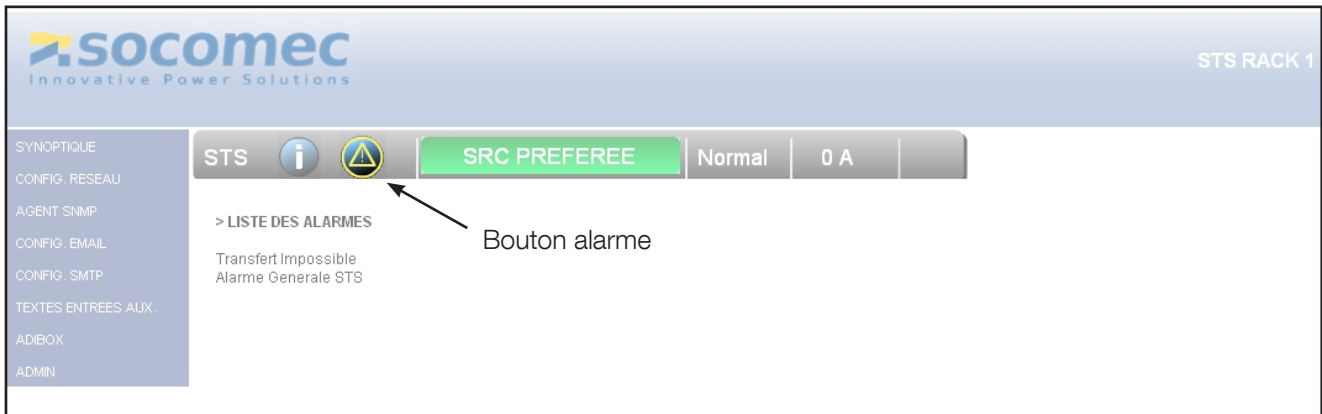 socomec
Innovative Power Solutions
STS RACK 1
SYNOPTIQUE
CONFIG. RESEAU
AGENT SNMP
CONFIG. EMAIL
CONFIG. SMTP
TEXTES ENTREES AUX.
ADIBOX
ADMIN
STS i SRC PREFEREE Normal 0 A
> LISTE DES ALARMES
Transfert Impossible
Alarme Generale STS
Bouton alarme